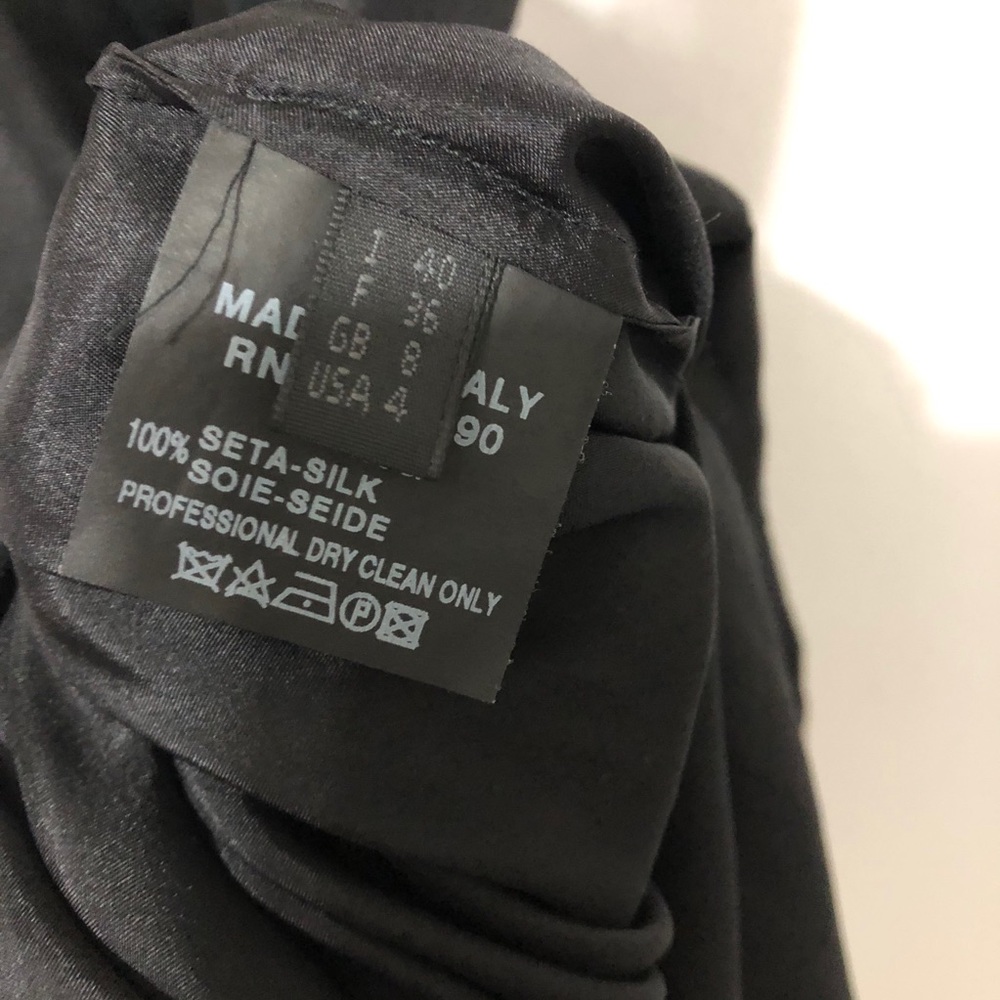 I 40
F 36
GB 8
USA 4
MAD ALY
RN 90
100% SETA-SILK
SOIE-SEIDE
PROFESSIONAL DRY CLEAN ONLY
P